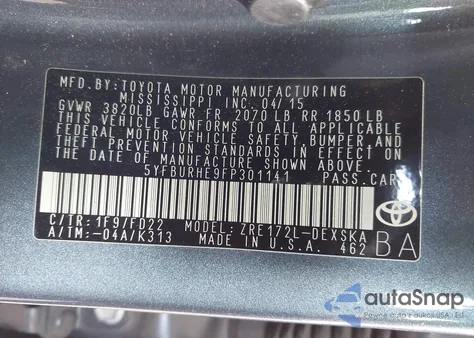 MFD.BY:TOYOTA MOTOR MANUFACTURING
MISSISSIPPI INC. 04/15
GVWR 3820LB GAWR FR 2070 LB RR 1850 LB
THIS VEHICLE CONFORMS TO ALL APPLICABLE
FEDERAL MOTOR VEHICLE SAFETY, BUMPER, AND
THEFT PREVENTION STANDARDS IN EFFECT ON
THE DATE OF MANUFACTURE SHOWN ABOVE.
5YFBURHE9FP301141 PASS.CAR
C/TR:1F9/FD22 MODEL:ZRE172L-DEXSKA
A/TM:-04A/K313 MADE IN U.S.A. 462
BA
TOYOTA
autoSnap